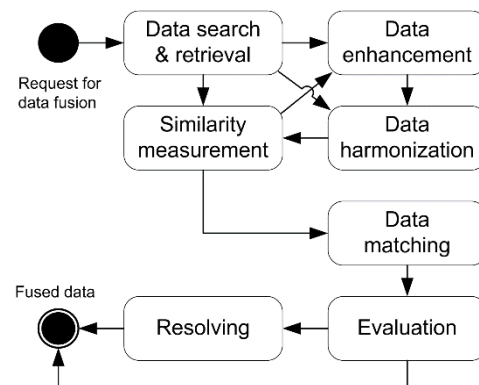 Data search
& retrieval
Data
enhancement
Request for
data fusion
Similarity
measurement
Data
harmonization
Data
matching
Fused data
Resolving
Evaluation